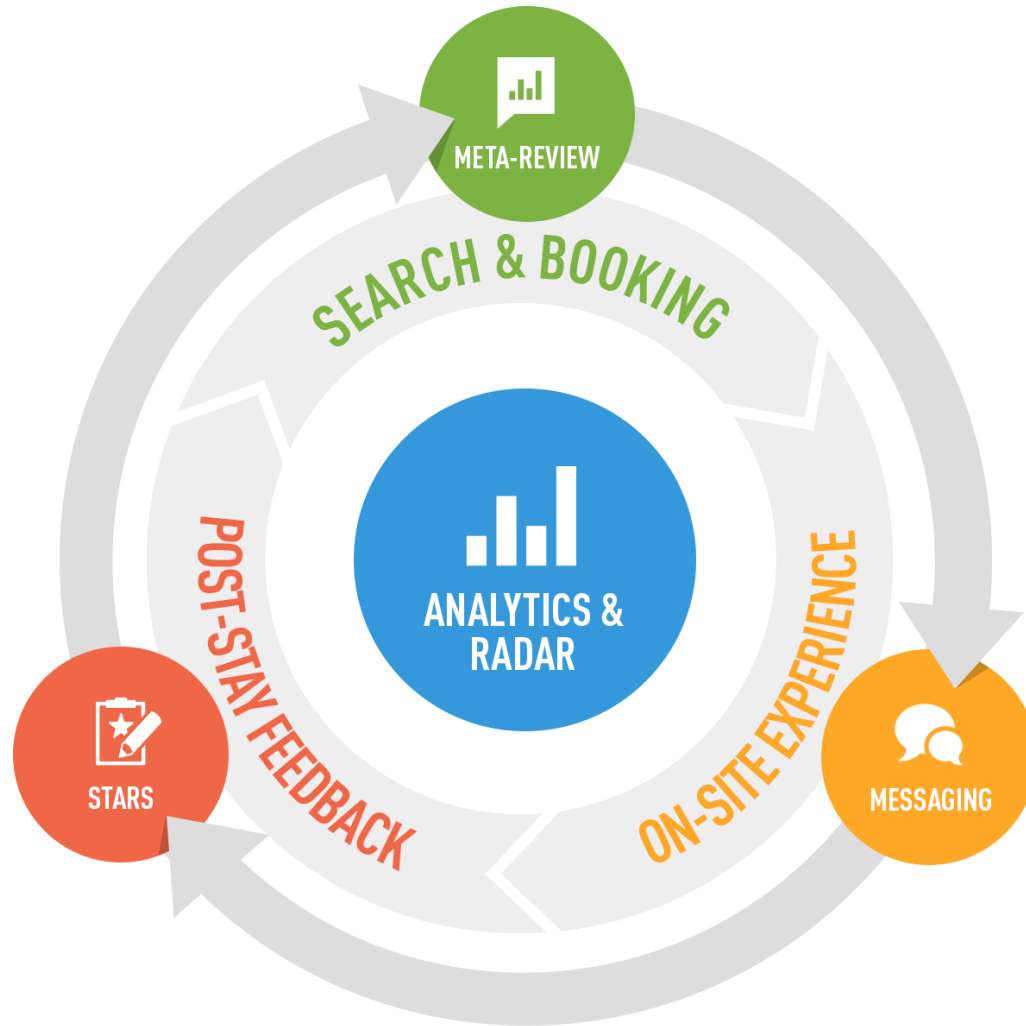 META-REVIEW
SEARCH & BOOKING
ANALYTICS &
RADAR
POST-STAY FEEDBACK
ON-SITE EXPERIENCE
STARS
MESSAGING